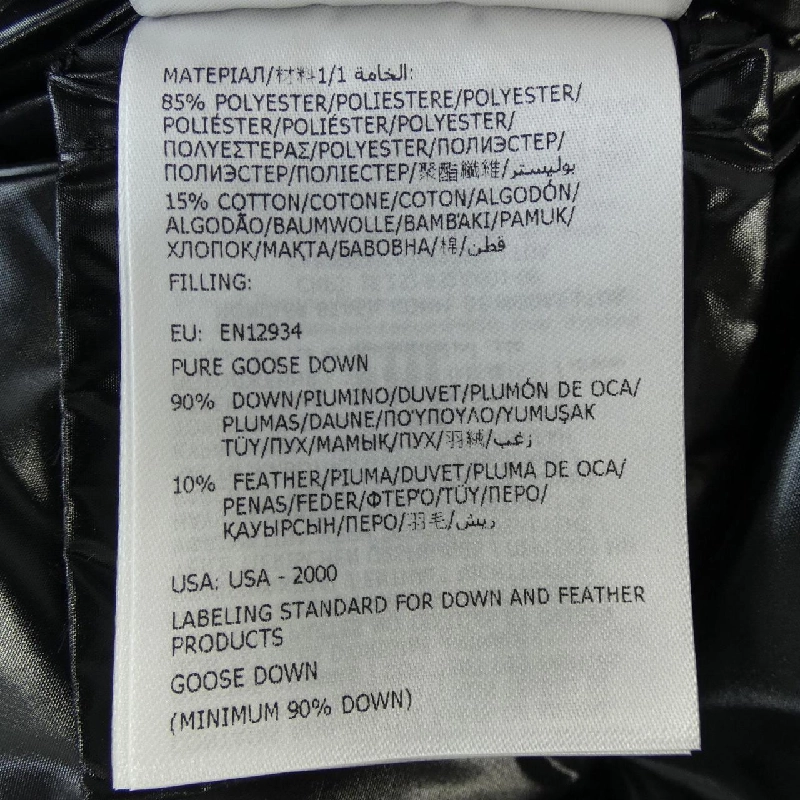 МАТЕРІАЛ/材料1/1 الخامة:
85% POLYESTER/POLIESTERE/POLYESTER/
POLIÉSTER/POLIÉSTER/POLYESTER/
ΠΟΛΥΕΣΤΕΡΑΣ/POLYESTER/ПОЛИЭСТЕР/
ПОЛИЭСТЕР/ПОЛІЕСТЕР/聚酯纖維/بوليستر/
15% COTTON/COTONE/COTON/ALGODÓN/
ALGODÃO/BAUMWOLLE/ΒΑΜΒΆΚΙ/PAMUK/
ХЛОПОК/МАҚТА/БАВОВНА/棉/قطن/
FILLING:
EU: EN12934
PURE GOOSE DOWN
90% DOWN/PIUMINO/DUVET/PLUMÓN DE OCA/
PLUMAS/DAUNE/ΠΟΎΠΟΥΛΟ/YUMUŞAK
TÜY/ПУХ/МАМЫҚ/ПУХ/羽絨/زغب/
10% FEATHER/PIUMA/DUVET/PLUMA DE OCA/
PENAS/FEDER/ΦΤΕΡΌ/TÜY/ПЕРО/
ҚАУЫРСЫН/ПЕРО/羽毛/ريش/
USA: USA - 2000
LABELING STANDARD FOR DOWN AND FEATHER
PRODUCTS
GOOSE DOWN
(MINIMUM 90% DOWN)